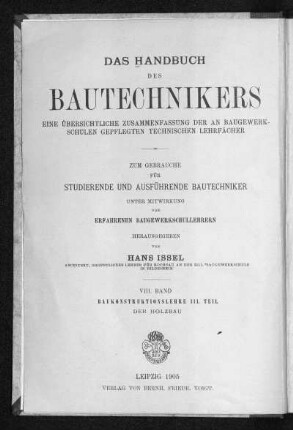 DAS HANDBUCH
DES
BAUTECHNIKERS
EINE ÜBERSICHTLICHE ZUSAMMENFASSUNG DER AN BAUGEWERK-
SCHULEN GEPFLEGTEN TECHNISCHEN LEHRFÄCHER
ZUM GEBRAUCHE
FÜR
STUDIERENDE UND AUSFÜHRENDE BAUTECHNIKER
UNTER MITWIRKUNG
VON
ERFAHRENEN BAUGEWERKSCHULLEHRERN
HERAUSGEGEBEN
VON
HANS ISSEL
IN HILDESHEIM
VIII. BAND
BAUKONSTRUKTIONSLEHRE III. TEIL
DER HOLZBAU
LEIPZIG 1905
VERLAG VON BERNH. FRIEDR. VOIGT.